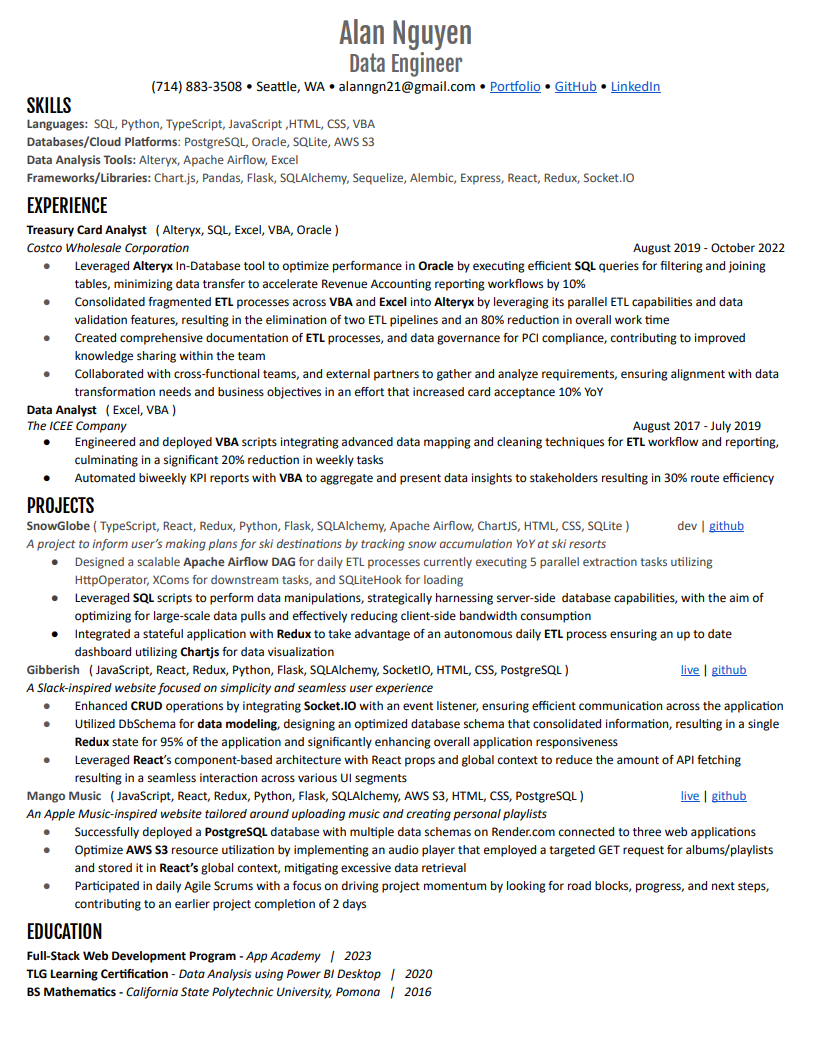 Alan Nguyen
Data Engineer
(714) 883-3508 • Seattle, WA • alanngn21@gmail.com • Portfolio • GitHub • LinkedIn
SKILLS
Languages: SQL, Python, TypeScript, JavaScript ,HTML, CSS, VBA
Databases/Cloud Platforms: PostgreSQL, Oracle, SQLite, AWS S3
Data Analysis Tools: Alteryx, Apache Airflow, Excel
Frameworks/Libraries: Chart.js, Pandas, Flask, SQLAlchemy, Sequelize, Alembic, Express, React, Redux, Socket.IO
EXPERIENCE
Treasury Card Analyst ( Alteryx, SQL, Excel, VBA, Oracle )
Costco Wholesale Corporation August 2019 - October 2022
● Leveraged Alteryx In-Database tool to optimize performance in Oracle by executing efficient SQL queries for filtering and joining
tables, minimizing data transfer to accelerate Revenue Accounting reporting workflows by 10%
● Consolidated fragmented ETL processes across VBA and Excel into Alteryx by leveraging its parallel ETL capabilities and data
validation features, resulting in the elimination of two ETL pipelines and an 80% reduction in overall work time
● Created comprehensive documentation of ETL processes, and data governance for PCI compliance, contributing to improved
knowledge sharing within the team
● Collaborated with cross-functional teams, and external partners to gather and analyze requirements, ensuring alignment with data
transformation needs and business objectives in an effort that increased card acceptance 10% YoY
Data Analyst ( Excel, VBA )
The ICEE Company August 2017 - July 2019
● Engineered and deployed VBA scripts integrating advanced data mapping and cleaning techniques for ETL workflow and reporting,
culminating in a significant 20% reduction in weekly tasks
● Automated biweekly KPI reports with VBA to aggregate and present data insights to stakeholders resulting in 30% route efficiency
PROJECTS
SnowGlobe ( TypeScript, React, Redux, Python, Flask, SQLAlchemy, Apache Airflow, ChartJS, HTML, CSS, SQLite ) dev | github
A project to inform user's making plans for ski destinations by tracking snow accumulation YoY at ski resorts
● Designed a scalable Apache Airflow DAG for daily ETL processes currently executing 5 parallel extraction tasks utilizing
HttpOperator, XComs for downstream tasks, and SQLiteHook for loading
● Leveraged SQL scripts to perform data manipulations, strategically harnessing server-side database capabilities, with the aim of
optimizing for large-scale data pulls and effectively reducing client-side bandwidth consumption
● Integrated a stateful application with Redux to take advantage of an autonomous daily ETL process ensuring an up to date
dashboard utilizing Chartjs for data visualization
Gibberish ( JavaScript, React, Redux, Python, Flask, SQLAlchemy, SocketIO, HTML, CSS, PostgreSQL ) live | github
A Slack-inspired website focused on simplicity and seamless user experience
● Enhanced CRUD operations by integrating Socket.IO with an event listener, ensuring efficient communication across the application
● Utilized DbSchema for data modeling, designing an optimized database schema that consolidated information, resulting in a single
Redux state for 95% of the application and significantly enhancing overall application responsiveness
● Leveraged React's component-based architecture with React props and global context to reduce the amount of API fetching
resulting in a seamless interaction across various UI segments
Mango Music ( JavaScript, React, Redux, Python, Flask, SQLAlchemy, AWS S3, HTML, CSS, PostgreSQL ) live | github
An Apple Music-inspired website tailored around uploading music and creating personal playlists
● Successfully deployed a PostgreSQL database with multiple data schemas on Render.com connected to three web applications
● Optimize AWS S3 resource utilization by implementing an audio player that employed a targeted GET request for albums/playlists
and stored it in React's global context, mitigating excessive data retrieval
● Participated in daily Agile Scrums with a focus on driving project momentum by looking for road blocks, progress, and next steps,
contributing to an earlier project completion of 2 days
EDUCATION
Full-Stack Web Development Program - App Academy | 2023
TLG Learning Certification - Data Analysis using Power BI Desktop | 2020
BS Mathematics - California State Polytechnic University, Pomona | 2016